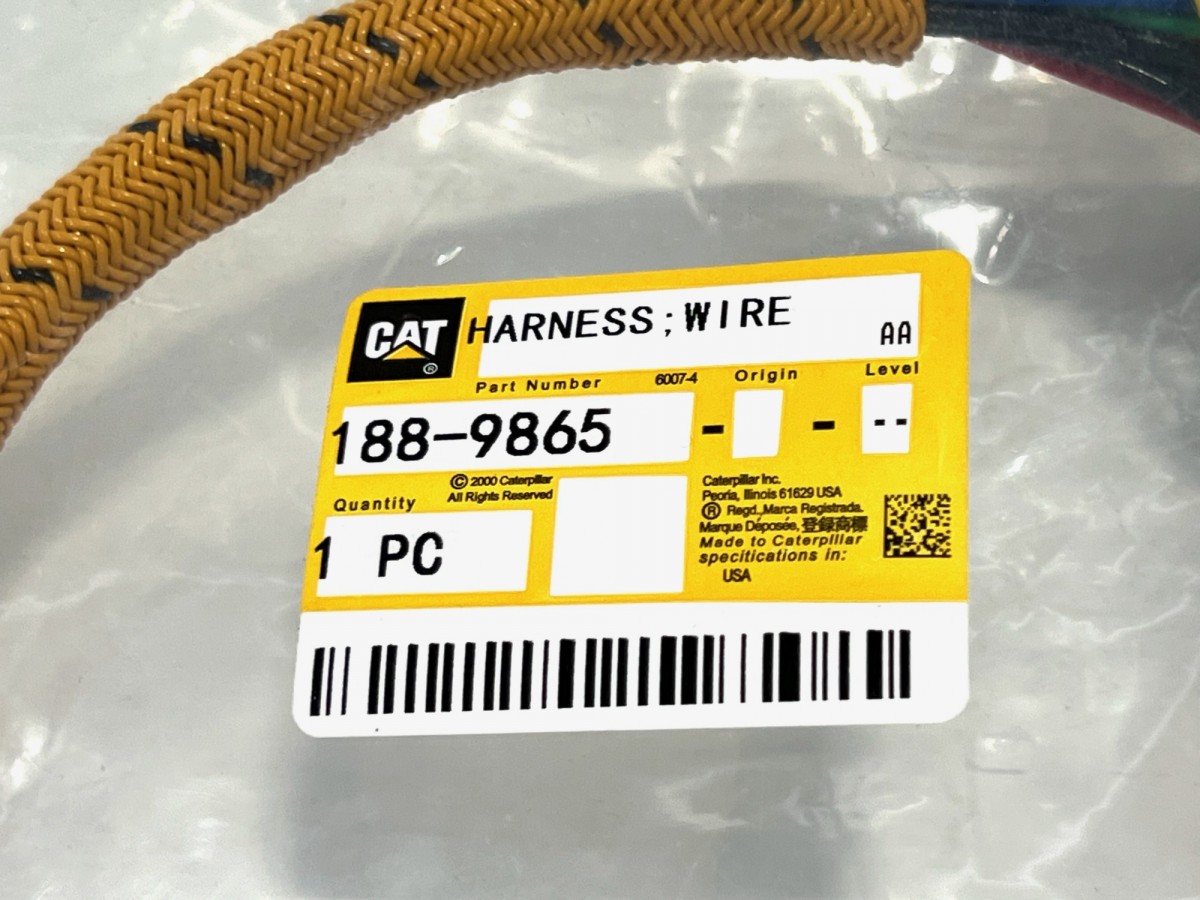 CAT
®
HARNESS;WIRE
AA
Part Number 6007-4 Origin Level
188-9865 - - --
© 2000 Caterpillar
All Rights Reserved
Quantity
1 PC
Caterpillar Inc.
Peoria, Illinois 61629 USA
® Regd.,Marca Registrada.
Marque Déposée, 登録商標
Made to Caterpillar
specifications in:
USA